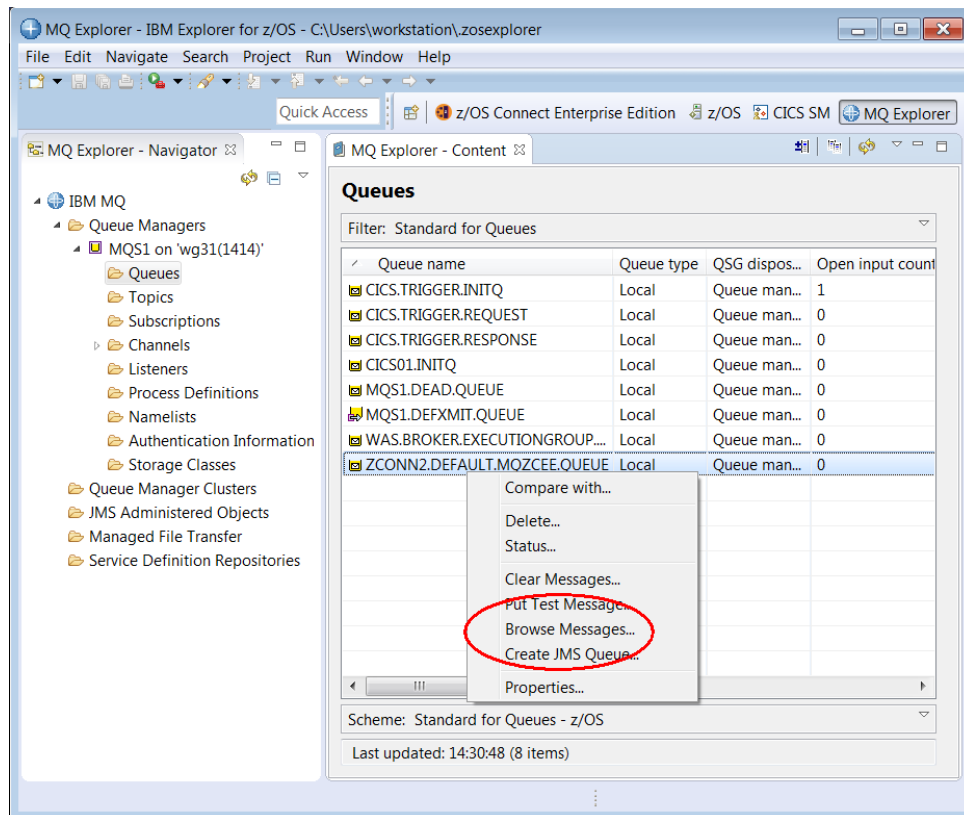 MQ Explorer - IBM Explorer for z/OS - C:\Users\workstation\.zosexplorer
File Edit Navigate Search Project Run Window Help
Quick Access z/OS Connect Enterprise Edition z/OS CICS SM MQ Explorer
MQ Explorer - Navigator
IBM MQ
Queue Managers
MQS1 on 'wg31(1414)'
Queues
Topics
Subscriptions
Channels
Listeners
Process Definitions
Namelists
Authentication Information
Storage Classes
Queue Manager Clusters
JMS Administered Objects
Managed File Transfer
Service Definition Repositories
MQ Explorer - Content
Queues
Filter: Standard for Queues
Queue name Queue type QSG dispos... Open input count
CICS.TRIGGER.INITQ Local Queue man... 1
CICS.TRIGGER.REQUEST Local Queue man... 0
CICS.TRIGGER.RESPONSE Local Queue man... 0
CICS01.INITQ Local Queue man... 0
MQS1.DEAD.QUEUE Local Queue man... 0
MQS1.DEFXMIT.QUEUE Local Queue man... 0
WAS.BROKER.EXECUTIONGROUP.... Local Queue man... 0
ZCONN2.DEFAULT.MQZCEE.QUEUE Local Queue man... 0
Compare with...
Delete...
Status...
Clear Messages...
Put Test Message...
Browse Messages...
Create JMS Queue...
Properties...
Scheme: Standard for Queues - z/OS
Last updated: 14:30:48 (8 items)